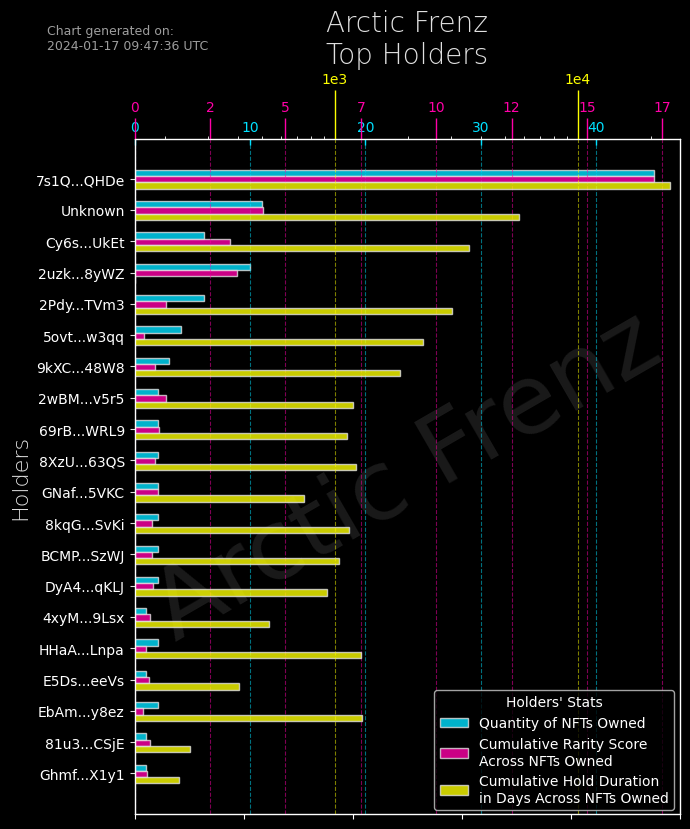 Chart generated on:
2024-01-17 09:47:36 UTC
Arctic Frenz
Top Holders
1e3 1e4
0 2 5 7 10 12 15 17
0 10 20 30 40
Holders
7s1Q...QHDe
Unknown
Cy6s...UkEt
2uzk...8yWZ
2Pdy...TVm3
5ovt...w3qq
9kXC...48W8
2wBM...v5r5
69rB...WRL9
8XzU...63QS
GNaf...5VKC
8kqG...SvKi
BCMP...SzWJ
DyA4...qKLJ
4xyM...9Lsx
HHaA...Lnpa
E5Ds...eeVs
EbAm...y8ez
81u3...CSjE
Ghmf...X1y1
Arctic Frenz
Holders' Stats
Quantity of NFTs Owned
Cumulative Rarity Score
Across NFTs Owned
Cumulative Hold Duration
in Days Across NFTs Owned